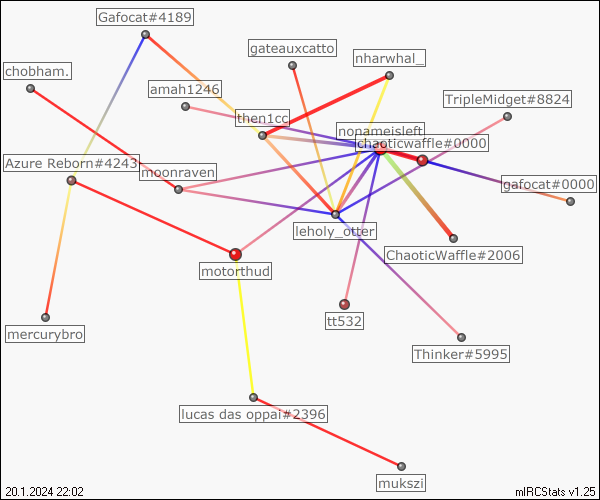 Gafocat#4189
gateauxcatto
nharwhal_
chobham.
amah1246
TripleMidget#8824
then1cc
nonameisleft
chaoticwaffle#0000
Azure Reborn#4243
moonraven
gafocat#0000
leholy_otter
ChaoticWaffle#2006
motorthud
tt532
mercurybro
Thinker#5995
lucas das oppai#2396
mukszi
20.1.2024 22:02
mIRCStats v1.25